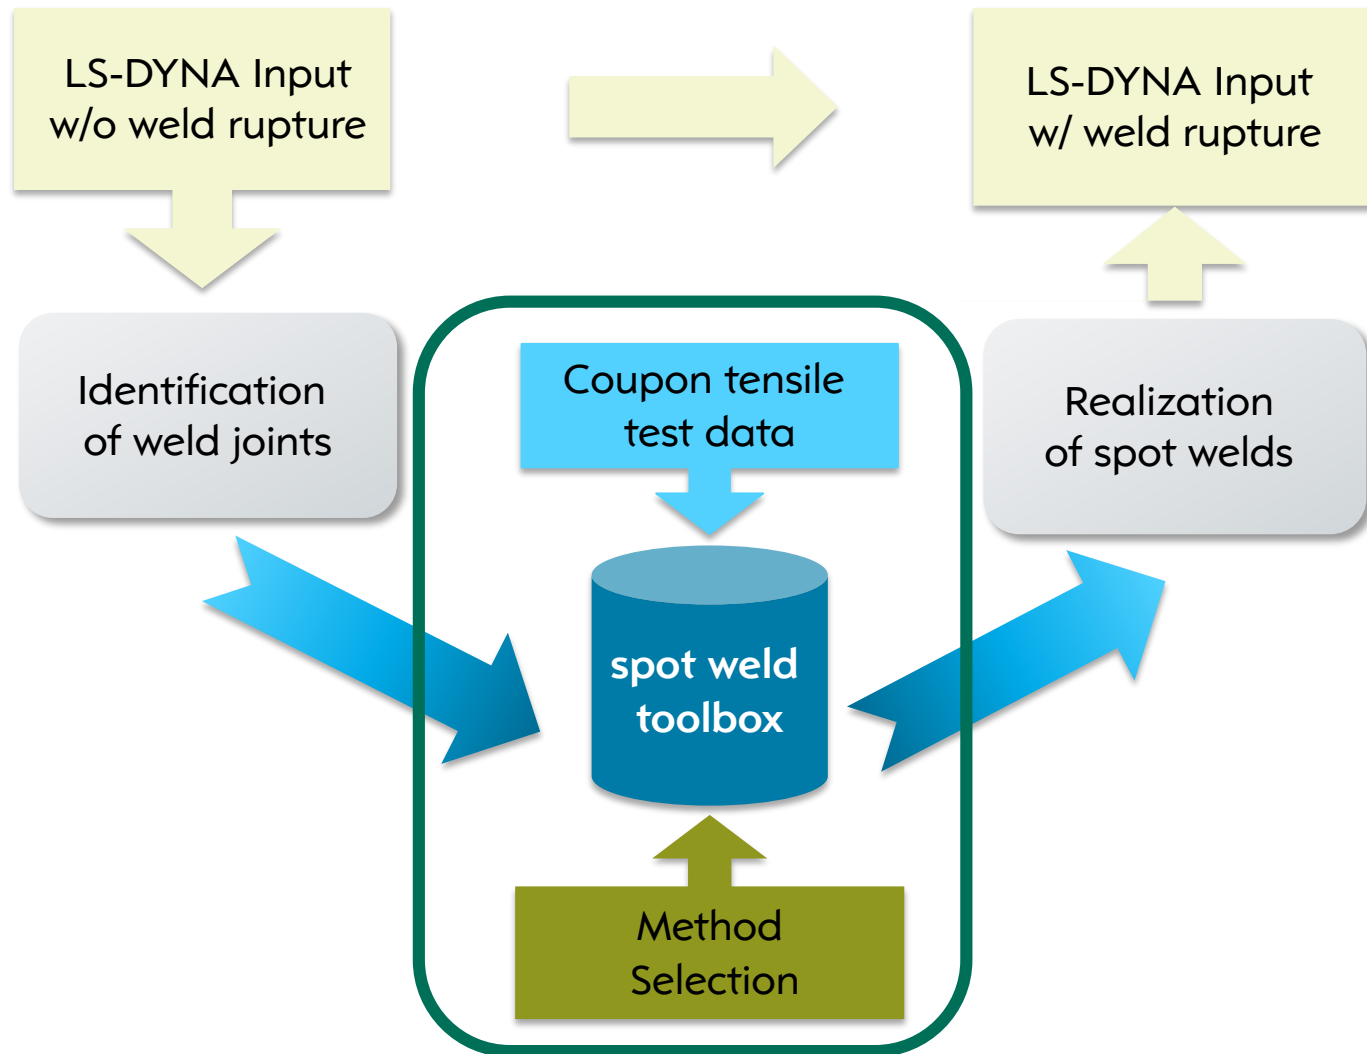 LS-DYNA Input
w/o weld rupture
LS-DYNA Input
w/ weld rupture
Identification
of weld joints
Coupon tensile
test data
Realization
of spot welds
spot weld
toolbox
Method
Selection